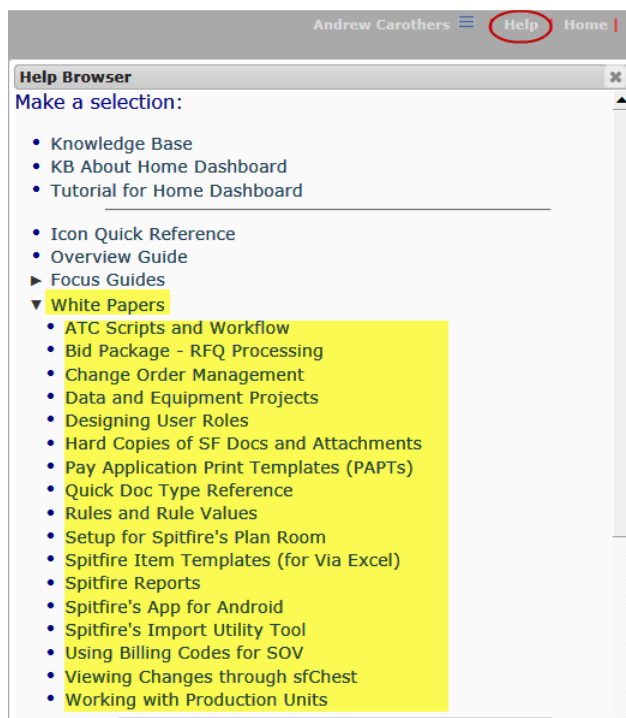 Andrew Carothers ☰ | Help | Home |
Help Browser
Make a selection:
• Knowledge Base
• KB About Home Dashboard
• Tutorial for Home Dashboard
• Icon Quick Reference
• Overview Guide
► Focus Guides
▼ White Papers
• ATC Scripts and Workflow
• Bid Package - RFQ Processing
• Change Order Management
• Data and Equipment Projects
• Designing User Roles
• Hard Copies of SF Docs and Attachments
• Pay Application Print Templates (PAPTs)
• Quick Doc Type Reference
• Rules and Rule Values
• Setup for Spitfire's Plan Room
• Spitfire Item Templates (for Via Excel)
• Spitfire Reports
• Spitfire's App for Android
• Spitfire's Import Utility Tool
• Using Billing Codes for SOV
• Viewing Changes through sfChest
• Working with Production Units